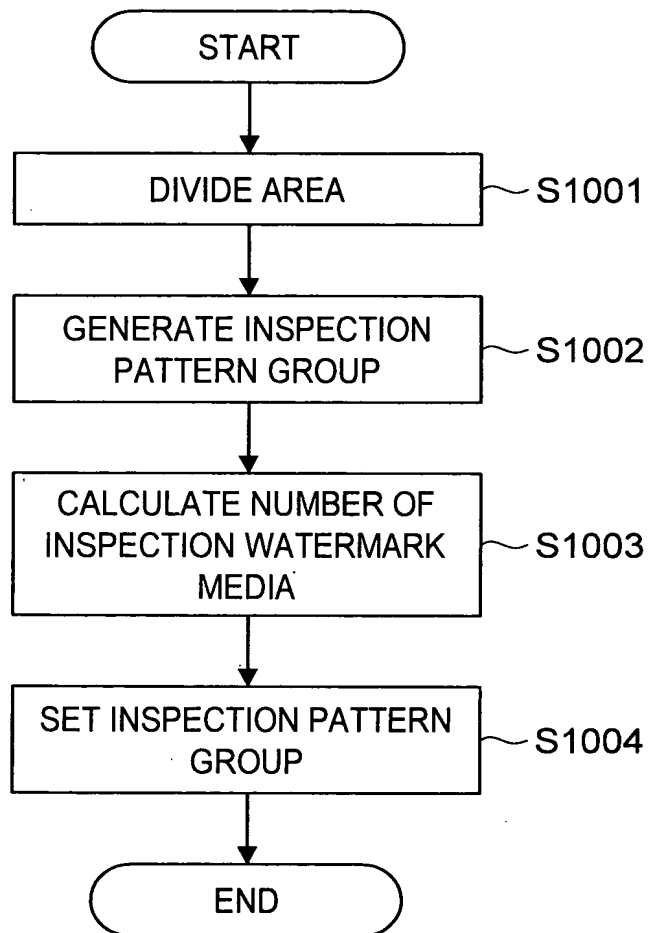 START
DIVIDE AREA
S1001
GENERATE INSPECTION
PATTERN GROUP
S1002
CALCULATE NUMBER OF
INSPECTION WATERMARK
MEDIA
S1003
SET INSPECTION PATTERN
GROUP
S1004
END